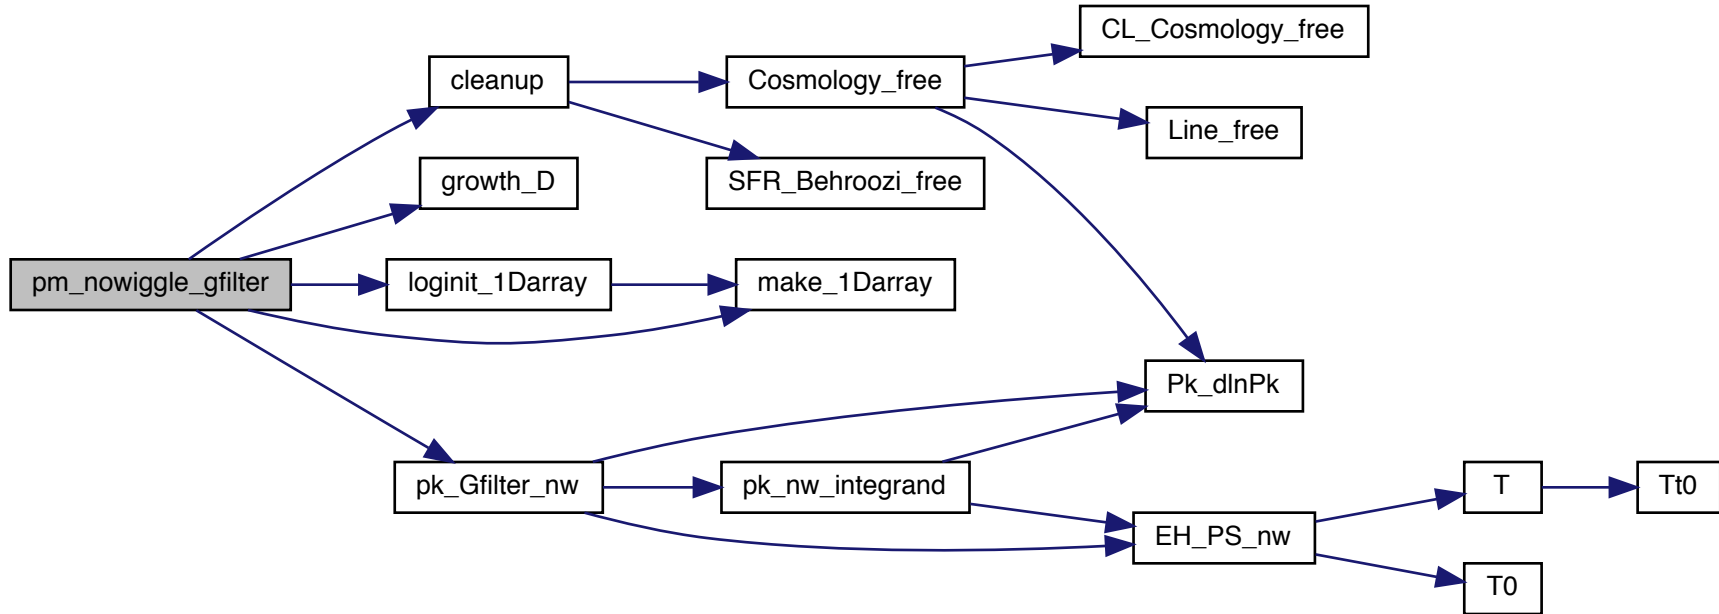 CL_Cosmology_free
cleanup
Cosmology_free
Line_free
growth_D
SFR_Behroozi_free
pm_nowiggle_gfilter
loginit_1Darray
make_1Darray
Pk_dlnPk
pk_Gfilter_nw
pk_nw_integrand
T
Tt0
EH_PS_nw
T0